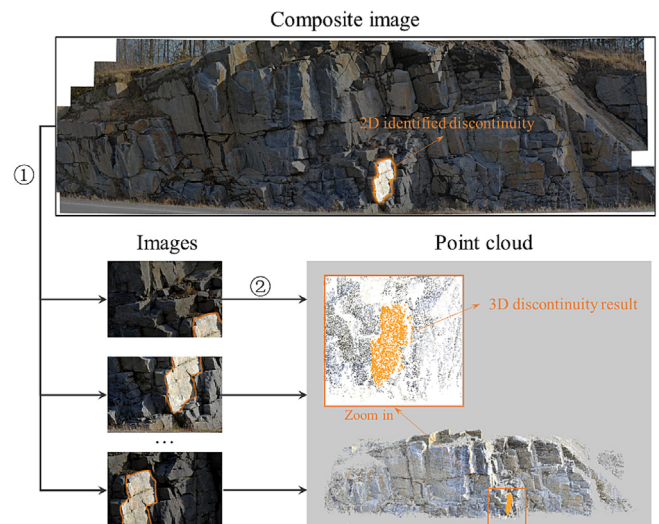 Composite image
2D identified discontinuity
①
Images
Point cloud
②
3D discontinuity result
Zoom in
...